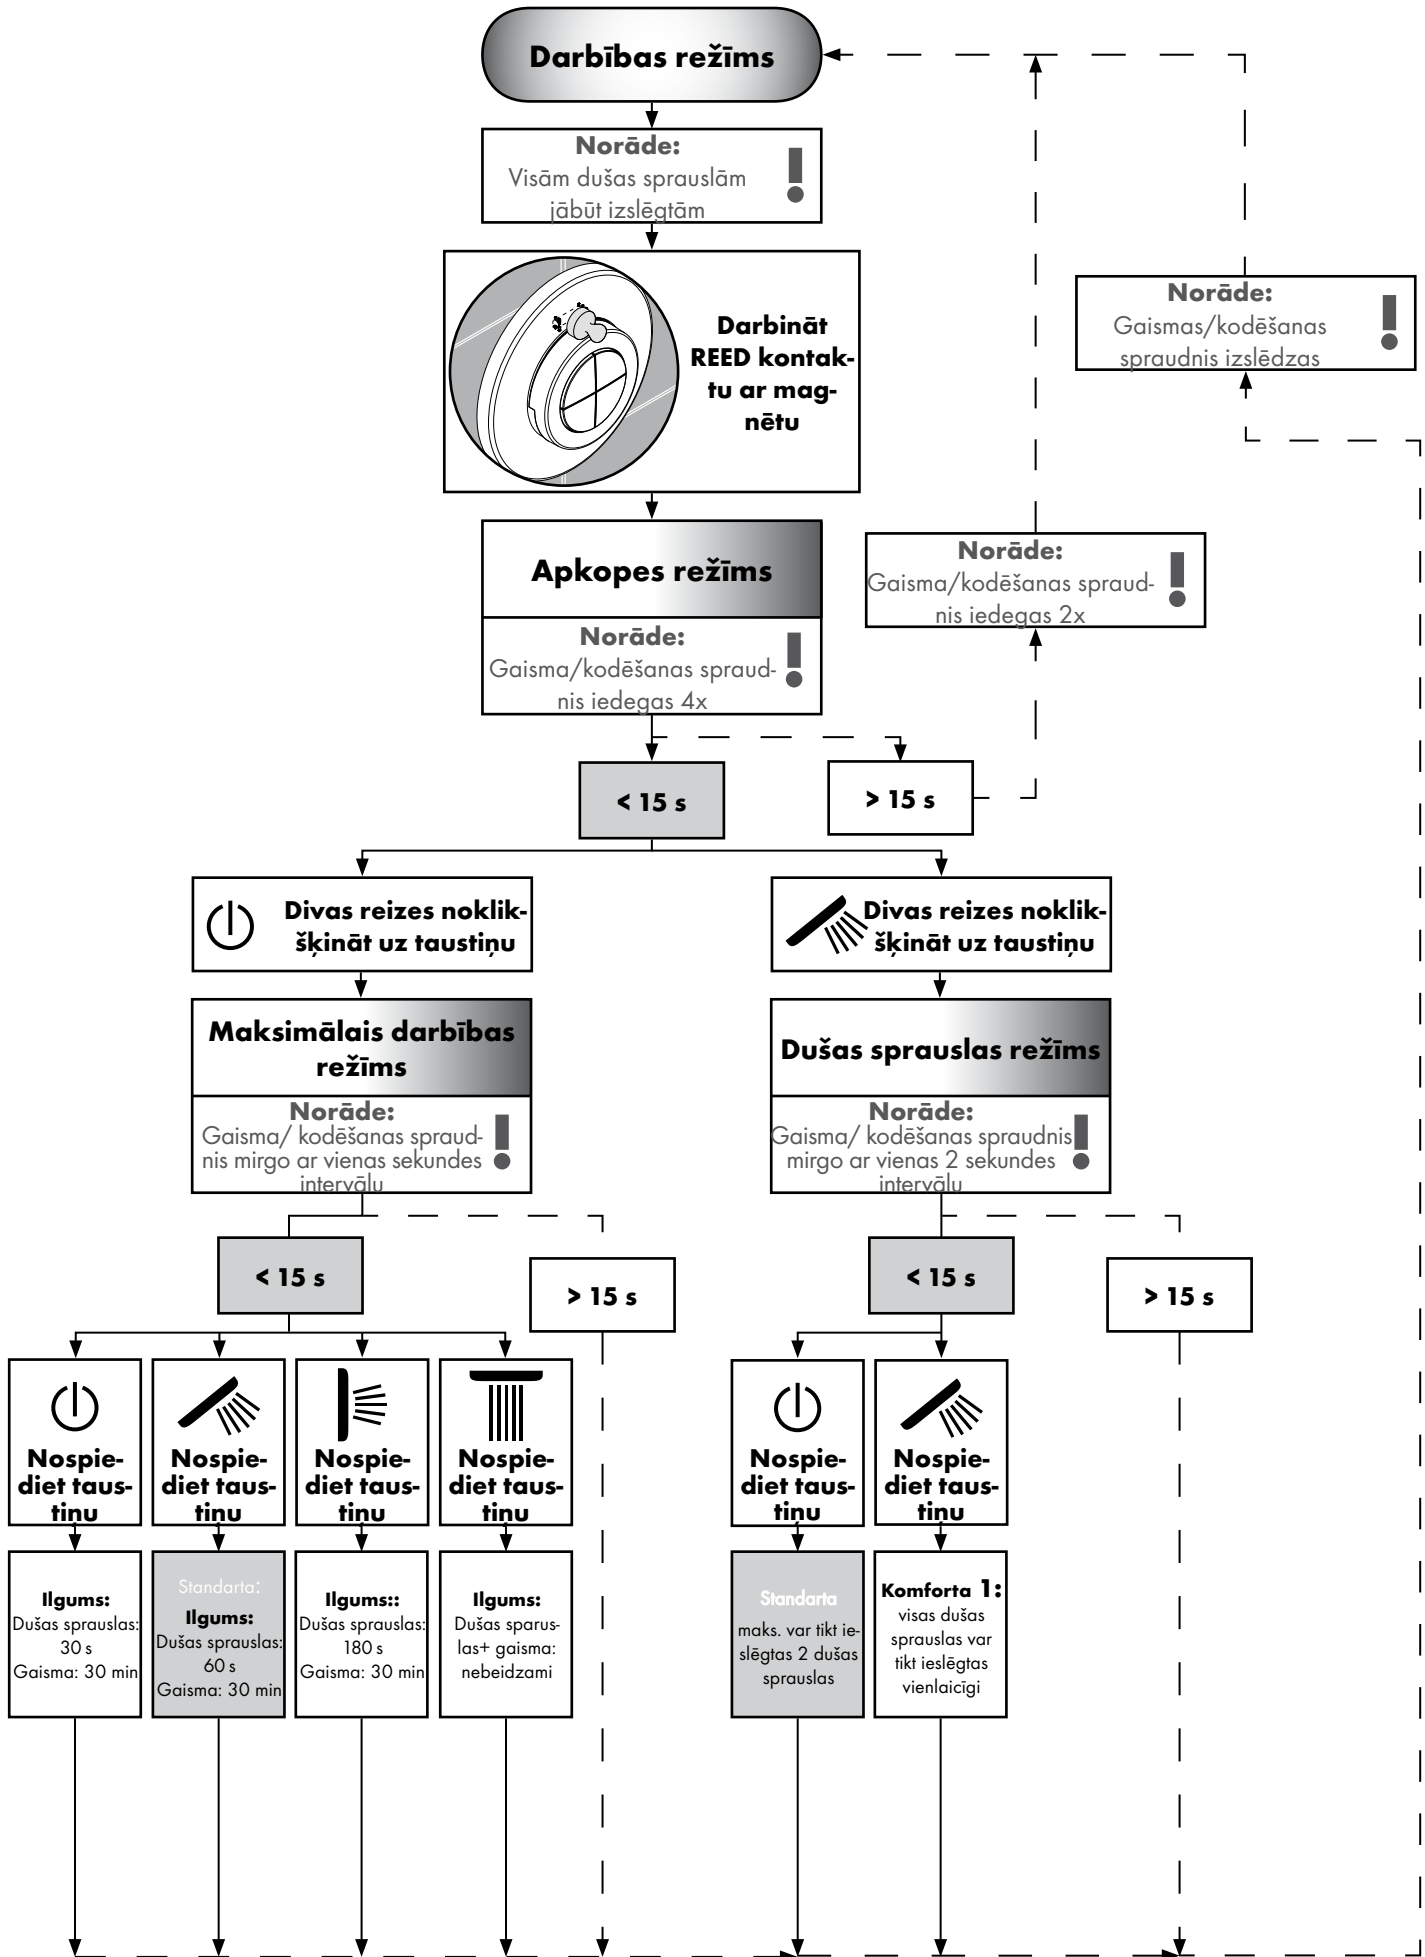 Darbības režīms
Norāde:
Visām dušas sprauslām
jābūt izslēgtām
Darbināt
REED kontak-
tu ar mag-
nētu
Norāde:
Gaismas/kodēšanas
spraudnis izslēdzas
Apkopes režīms
Norāde:
Gaisma/kodēšanas spraud-
nis iedegas 4x
Norāde:
Gaisma/kodēšanas spraud-
nis iedegas 2x
< 15 s
> 15 s
Divas reizes noklik-
šķināt uz taustiņu
Divas reizes noklik-
šķināt uz taustiņu
Maksimālais darbības
režīms
Norāde:
Gaisma/ kodēšanas spraud-
nis mirgo ar vienas sekundes
intervālu
Dušas sprauslas režīms
Norāde:
Gaisma/ kodēšanas spraudnis
mirgo ar vienas 2 sekundes
intervālu
< 15 s
> 15 s
< 15 s
> 15 s
Nospie-
diet taus-
tiņu
Nospie-
diet taus-
tiņu
Nospie-
diet taus-
tiņu
Nospie-
diet taus-
tiņu
Nospie-
diet taus-
tiņu
Nospie-
diet taus-
tiņu
Ilgums:
Dušas sprauslas:
30 s
Gaisma: 30 min
Standarta:
Ilgums:
Dušas sprauslas:
60 s
Gaisma: 30 min
Ilgums::
Dušas sprauslas:
180 s
Gaisma: 30 min
Ilgums:
Dušas sparus-
las+ gaisma:
nebeidzami
Standarta
maks. var tikt ie-
slēgtas 2 dušas
sprauslas
Komforta 1:
visas dušas
sprauslas var
tikt ieslēgtas
vienlaicīgi